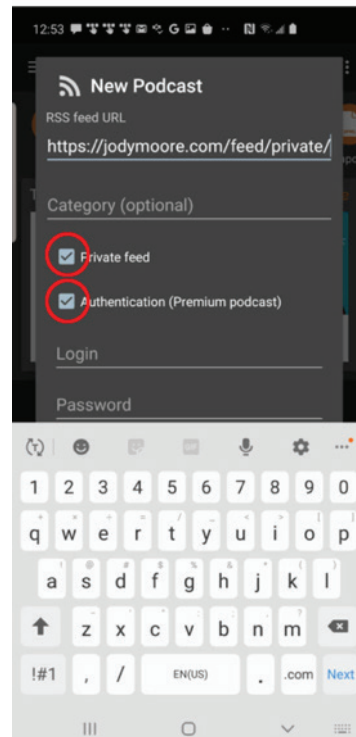 12:53
New Podcast
RSS feed URL
https://jodymoore.com/feed/private/
Category (optional)
Private feed
Authentication (Premium podcast)
Login
Password
1 2 3 4 5 6 7 8 9 0
q w e r t y u i o p
a s d f g h j k l
z x c v b n m
!#1 , / EN(US) . .com Next